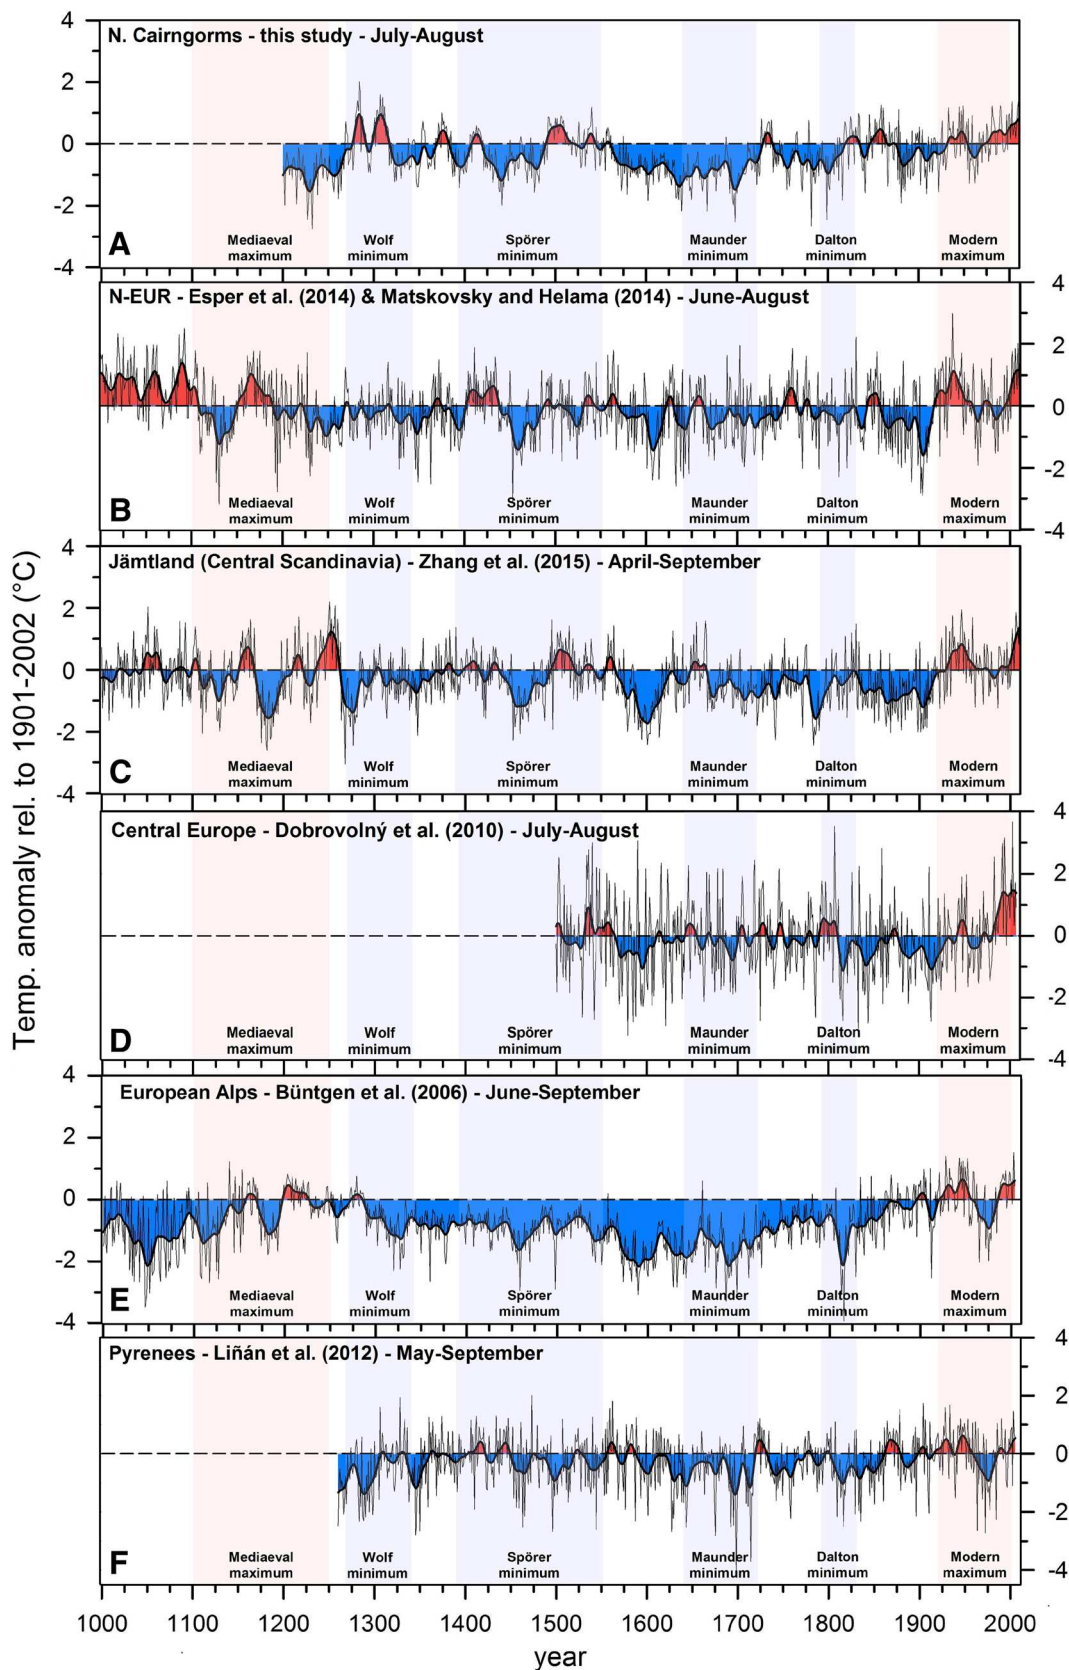 Temp. anomaly rel. to 1901-2002 (°C)
4
N. Cairngorms - this study - July-August
2
0
-2
-4
A
Mediaeval maximum
Wolf minimum
Spörer minimum
Maunder minimum
Dalton minimum
Modern maximum
N-EUR - Esper et al. (2014) & Matskovsky and Helama (2014) - June-August
4
2
0
-2
-4
B
Mediaeval maximum
Wolf minimum
Spörer minimum
Maunder minimum
Dalton minimum
Modern maximum
4
Jämtland (Central Scandinavia) - Zhang et al. (2015) - April-September
2
0
-2
-4
C
Mediaeval maximum
Wolf minimum
Spörer minimum
Maunder minimum
Dalton minimum
Modern maximum
Central Europe - Dobrovolný et al. (2010) - July-August
4
2
0
-2
-4
D
Mediaeval maximum
Wolf minimum
Spörer minimum
Maunder minimum
Dalton minimum
Modern maximum
4
European Alps - Büntgen et al. (2006) - June-September
2
0
-2
-4
E
Mediaeval maximum
Wolf minimum
Spörer minimum
Maunder minimum
Dalton minimum
Modern maximum
Pyrenees - Liñán et al. (2012) - May-September
4
2
0
-2
-4
F
Mediaeval maximum
Wolf minimum
Spörer minimum
Maunder minimum
Dalton minimum
Modern maximum
1000 1100 1200 1300 1400 1500 1600 1700 1800 1900 2000
year